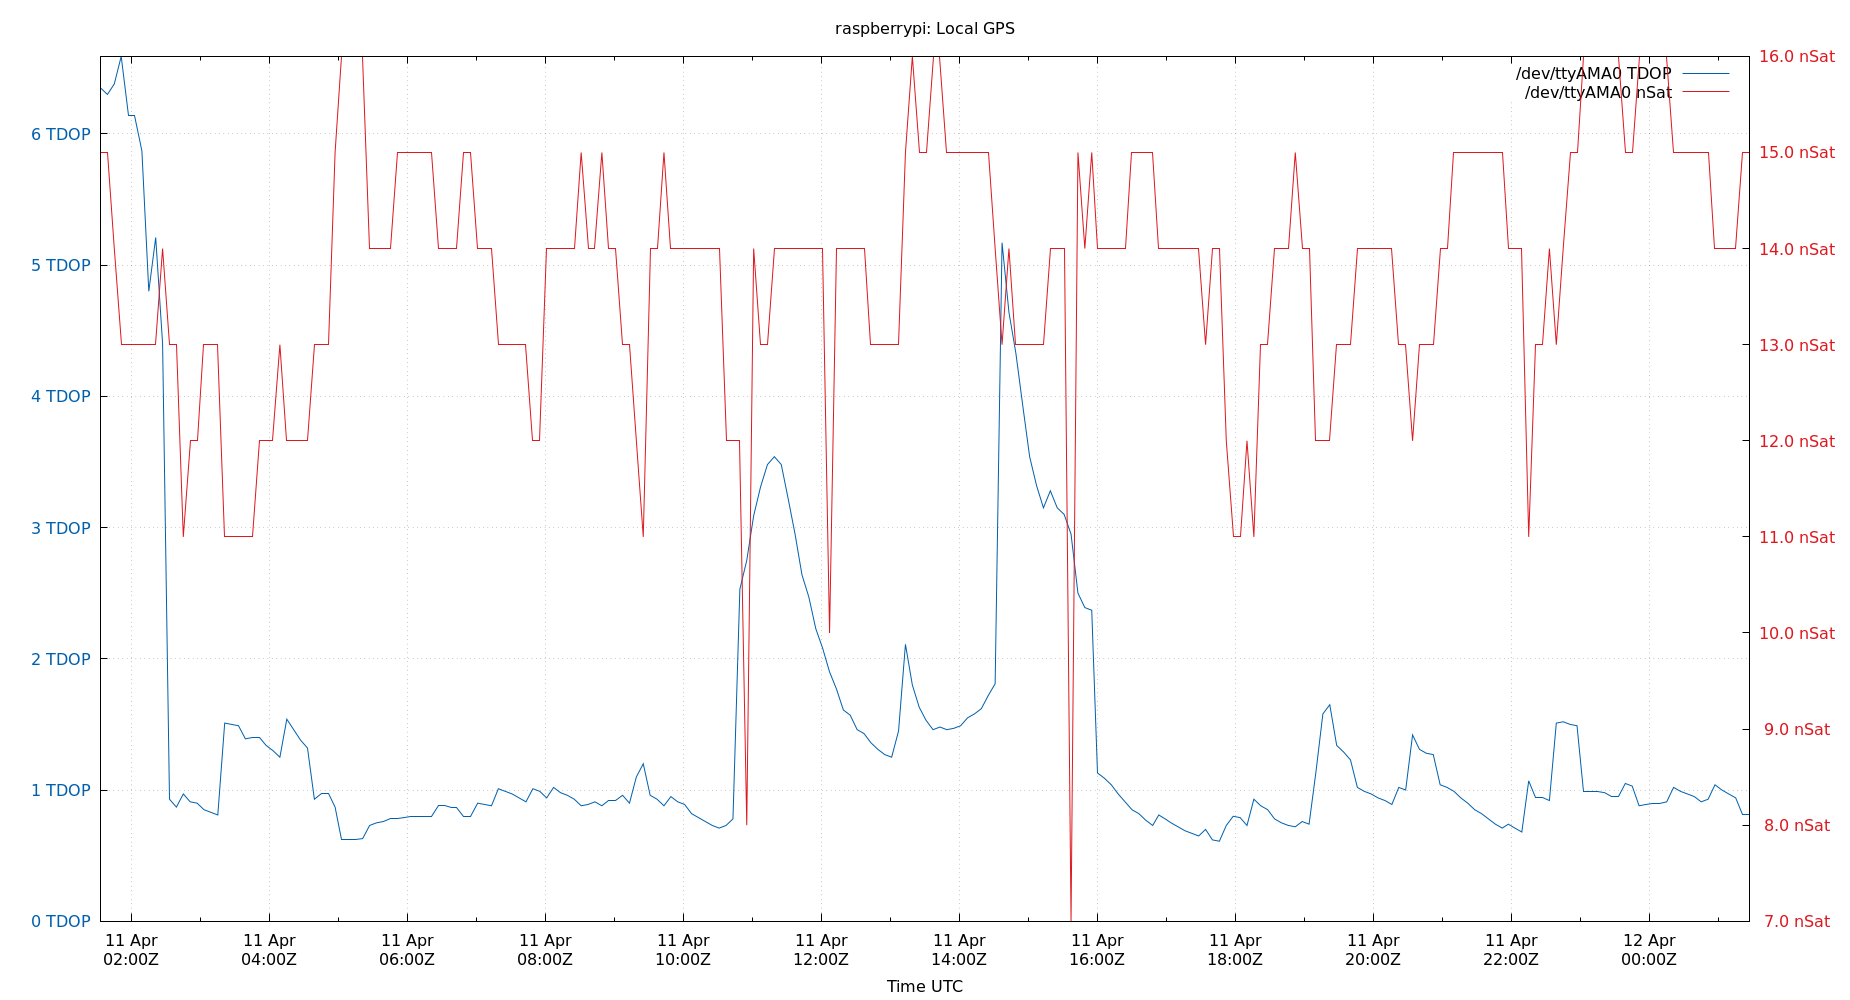 raspberrypi: Local GPS
/dev/ttyAMA0 TDOP
/dev/ttyAMA0 nSat
6 TDOP
5 TDOP
4 TDOP
3 TDOP
2 TDOP
1 TDOP
0 TDOP
16.0 nSat
15.0 nSat
14.0 nSat
13.0 nSat
12.0 nSat
11.0 nSat
10.0 nSat
9.0 nSat
8.0 nSat
7.0 nSat
11 Apr
02:00Z
11 Apr
04:00Z
11 Apr
06:00Z
11 Apr
08:00Z
11 Apr
10:00Z
11 Apr
12:00Z
11 Apr
14:00Z
11 Apr
16:00Z
11 Apr
18:00Z
11 Apr
20:00Z
11 Apr
22:00Z
12 Apr
00:00Z
Time UTC